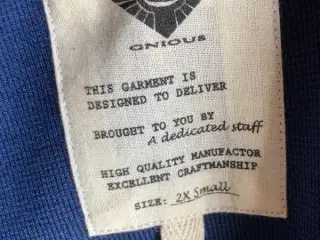 GNIOUS
THIS GARMENT IS
DESIGNED TO DELIVER
BROUGHT TO YOU BY
A dedicated staff
HIGH QUALITY MANUFACTOR
EXCELLENT CRAFTMANSHIP
SIZE: 2X Small